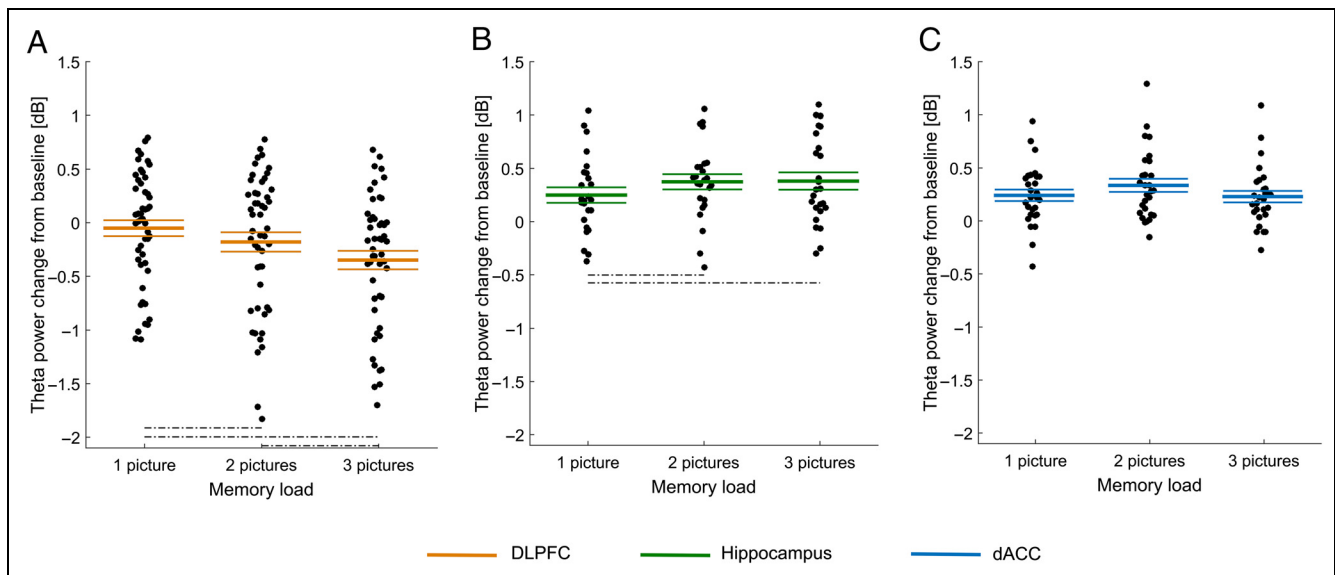 A
B
C
Theta power change from baseline [dB]
1.5
1
0.5
0
−0.5
−1
−1.5
−2
1 picture 2 pictures 3 pictures
Memory load
Theta power change from baseline [dB]
1.5
1
0.5
0
−0.5
−1
−1.5
−2
1 picture 2 pictures 3 pictures
Memory load
Theta power change from baseline [dB]
1.5
1
0.5
0
−0.5
−1
−1.5
−2
1 picture 2 pictures 3 pictures
Memory load
DLPFC Hippocampus dACC